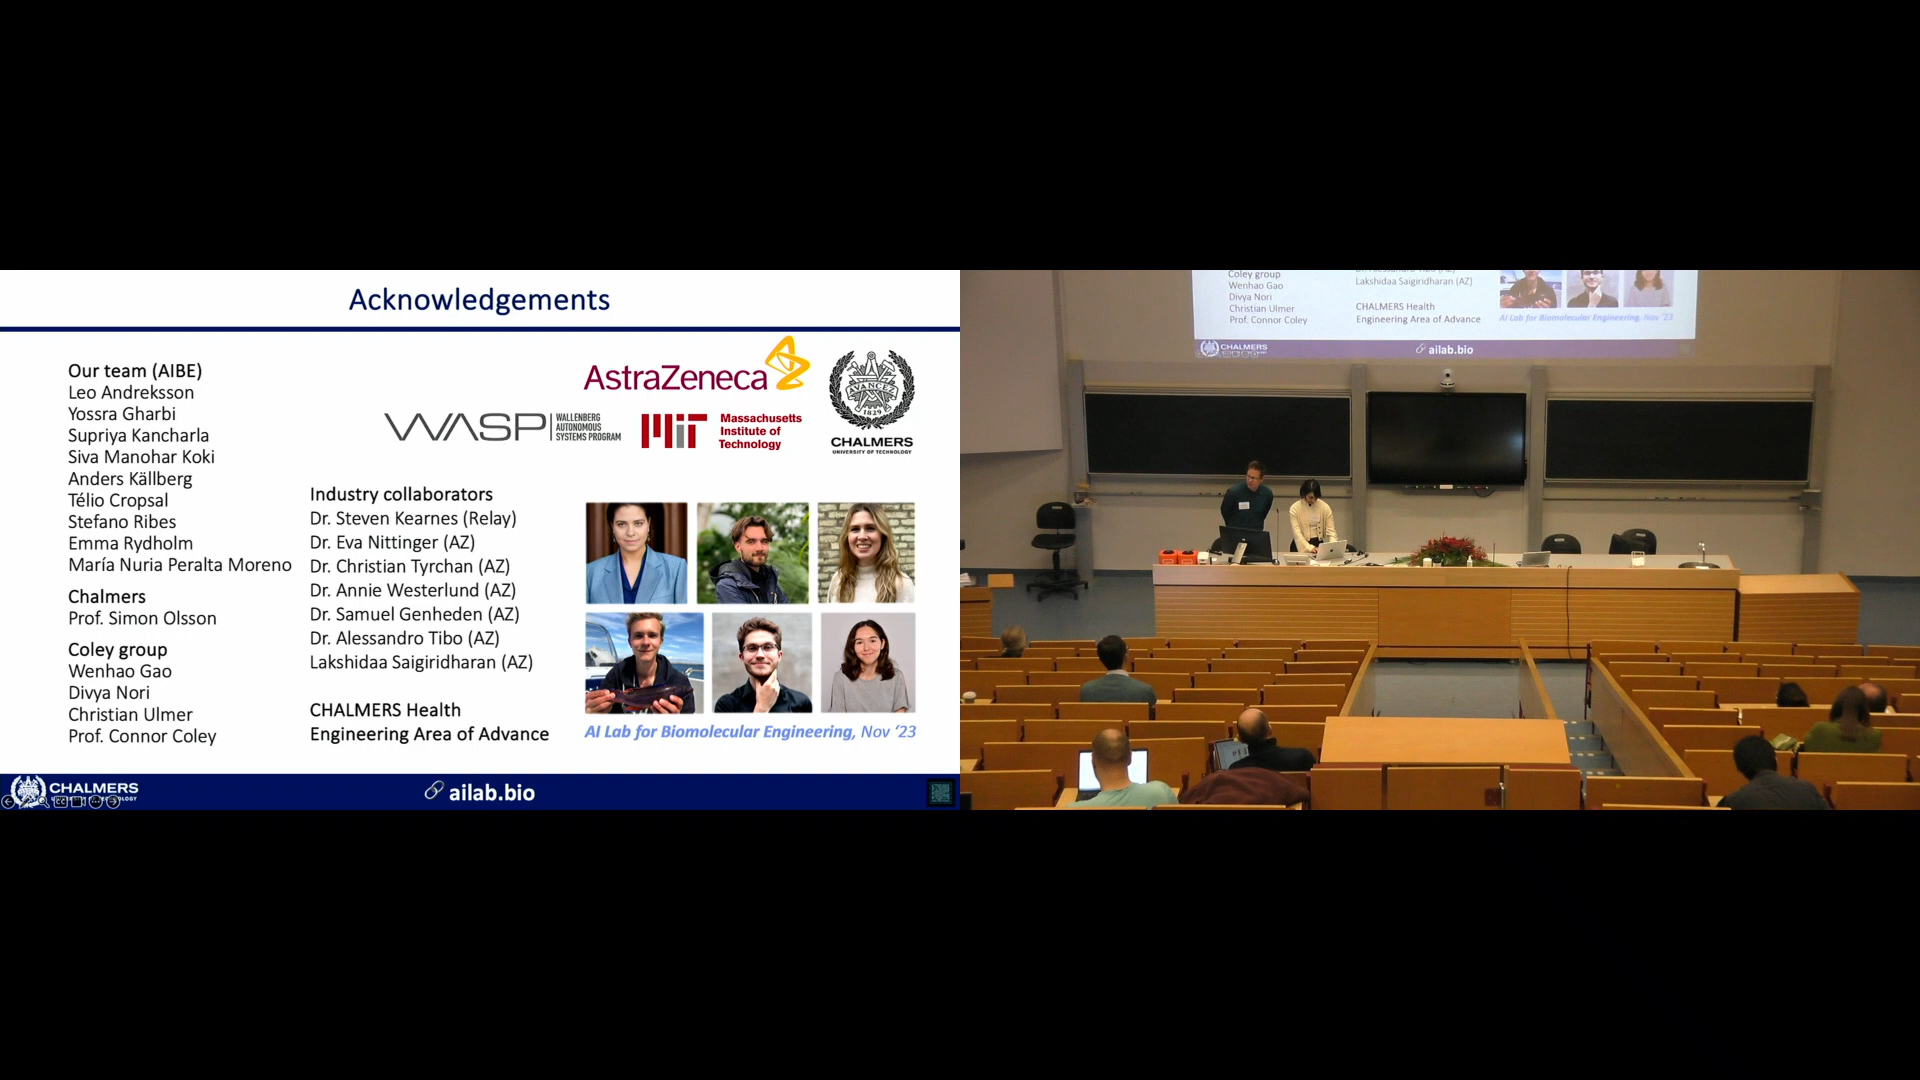 Acknowledgements
Our team (AIBE)
Leo Andreksson
Yossra Gharbi
Supriya Kancharla
Siva Manohar Koki
Anders Källberg
Télio Cropsal
Stefano Ribes
Emma Rydholm
María Nuria Peralta Moreno
Chalmers
Prof. Simon Olsson
Coley group
Wenhao Gao
Divya Nori
Christian Ulmer
Prof. Connor Coley
AstraZeneca
WASP
WALLENBERG
AUTONOMOUS
SYSTEMS PROGRAM
MIT
Massachusetts
Institute of
Technology
AVANCEZ
1829
CHALMERS
UNIVERSITY OF TECHNOLOGY
Industry collaborators
Dr. Steven Kearnes (Relay)
Dr. Eva Nittinger (AZ)
Dr. Christian Tyrchan (AZ)
Dr. Annie Westerlund (AZ)
Dr. Samuel Genheden (AZ)
Dr. Alessandro Tibo (AZ)
Lakshidaa Saigiridharan (AZ)
CHALMERS Health
Engineering Area of Advance
AI Lab for Biomolecular Engineering, Nov ‘23
CHALMERS
ailab.bio
Coley group
Wenhao Gao
Divya Nori
Christian Ulmer
Prof. Connor Coley
Lakshidaa Saigiridharan (AZ)
CHALMERS Health
Engineering Area of Advance
AI Lab for Biomolecular Engineering, Nov ‘23
CHALMERS
ailab.bio